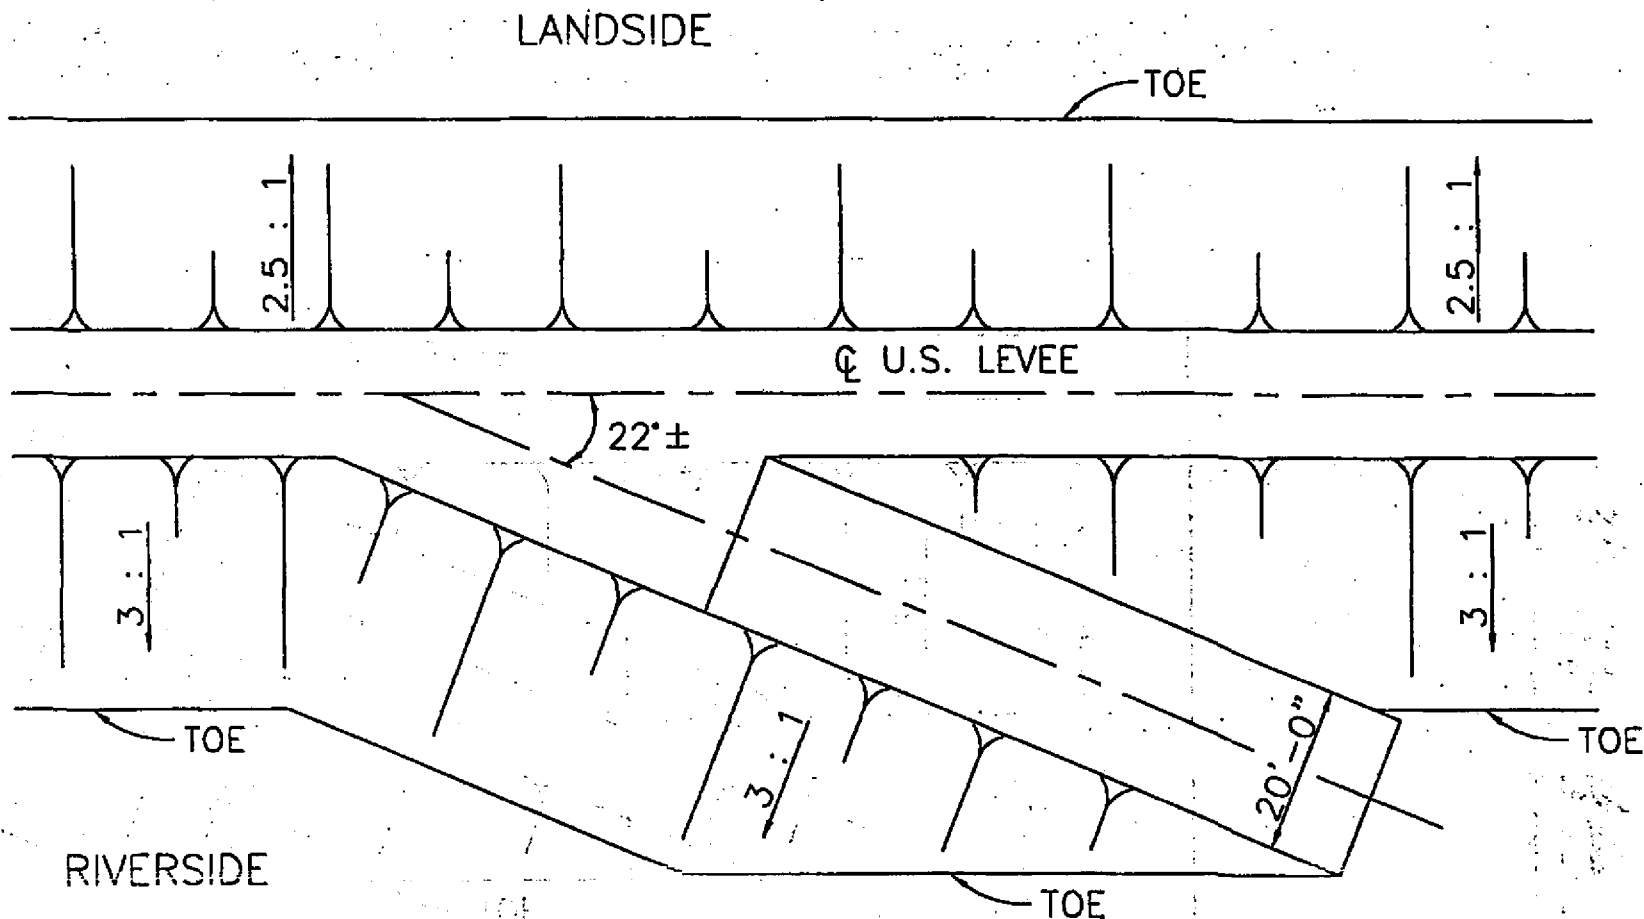 LANDSIDE
TOE
2.5 : 1
2.5 : 1
℄ U.S. LEVEE
22°±
3 : 1
3 : 1
TOE
3 : 1
20'-0"
TOE
RIVERSIDE
TOE